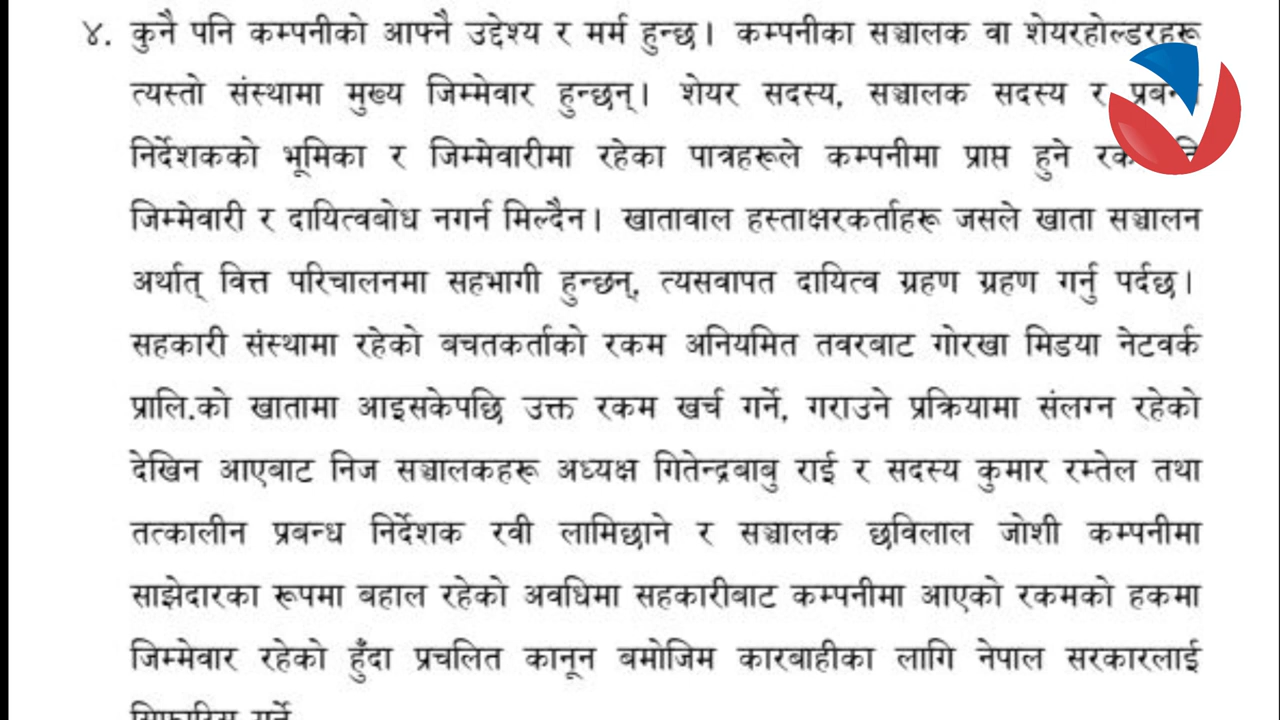 ४. कुनै पनि कम्पनीको आफ्नै उद्देश्य र मर्म हुन्छ। कम्पनीका सञ्चालक वा शेयरहोल्डरहरू
त्यस्तो संस्थामा मुख्य जिम्मेवार हुन्छन्। शेयर सदस्य, सञ्चालक सदस्य र
निर्देशकको भूमिका र जिम्मेवारीमा रहेका पात्रहरूले कम्पनीमा प्राप्त हुने
जिम्मेवारी र दायित्वबोध नगर्न मिल्दैन। खातावाल हस्ताक्षरकर्ताहरू जसले खाता सञ्चालन
अर्थात् वित्त परिचालनमा सहभागी हुन्छन्, त्यसवापत दायित्व ग्रहण ग्रहण गर्नु पर्दछ।
सहकारी संस्थामा रहेको बचतकर्ताको रकम अनियमित तवरबाट गोरखा मिडया नेटवर्क
प्रालि.को खातामा आइसकेपछि उक्त रकम खर्च गर्ने, गराउने प्रक्रियामा संलग्न रहेको
देखिन आएबाट निज सञ्चालकहरू अध्यक्ष गितेन्द्रबाबु राई र सदस्य कुमार रम्तेल तथा
तत्कालीन प्रबन्ध निर्देशक रवी लामिछाने र सञ्चालक छविलाल जोशी कम्पनीमा
साझेदारका रूपमा बहाल रहेको अवधिमा सहकारीबाट कम्पनीमा आएको रकमको हकमा
जिम्मेवार रहेको हुँदा प्रचलित कानून बमोजिम कारबाहीका लागि नेपाल सरकारलाई